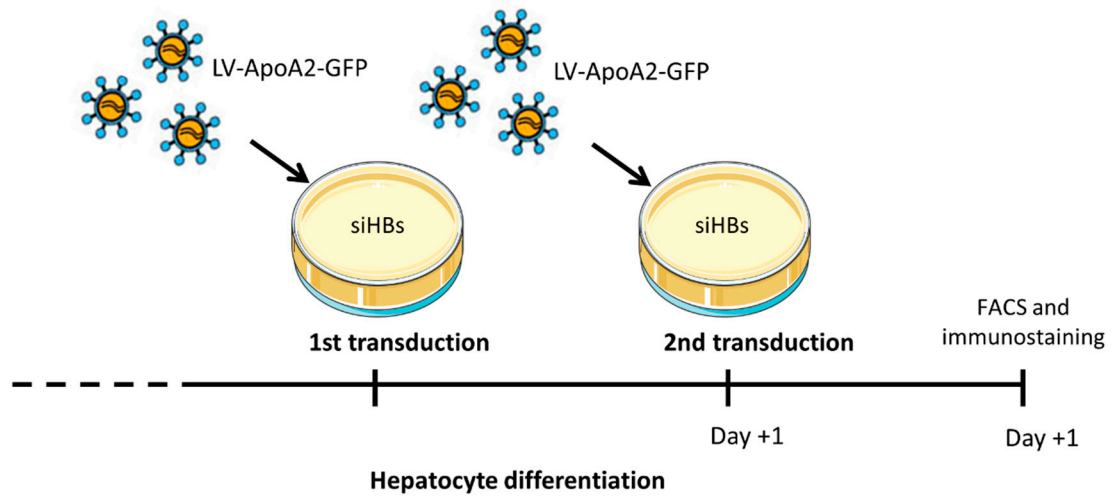 LV-ApoA2-GFP
LV-ApoA2-GFP
siHBs
siHBs
1st transduction
2nd transduction
FACS and
immunostaining
Day +1
Day +1
Hepatocyte differentiation